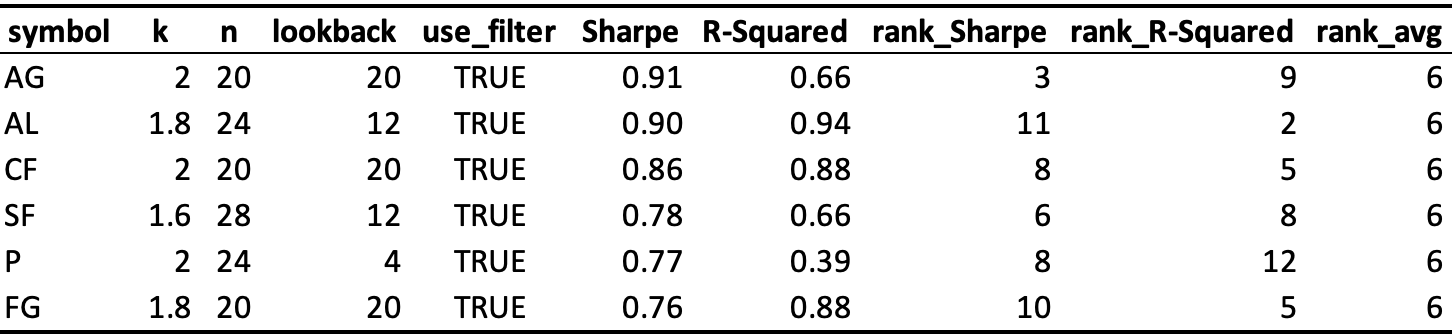 symbol k n lookback use_filter Sharpe R-Squared rank_Sharpe rank_R-Squared rank_avg
AG 2 20 20 TRUE 0.91 0.66 3 9 6
AL 1.8 24 12 TRUE 0.90 0.94 11 2 6
CF 2 20 20 TRUE 0.86 0.88 8 5 6
SF 1.6 28 12 TRUE 0.78 0.66 6 8 6
P 2 24 4 TRUE 0.77 0.39 8 12 6
FG 1.8 20 20 TRUE 0.76 0.88 10 5 6